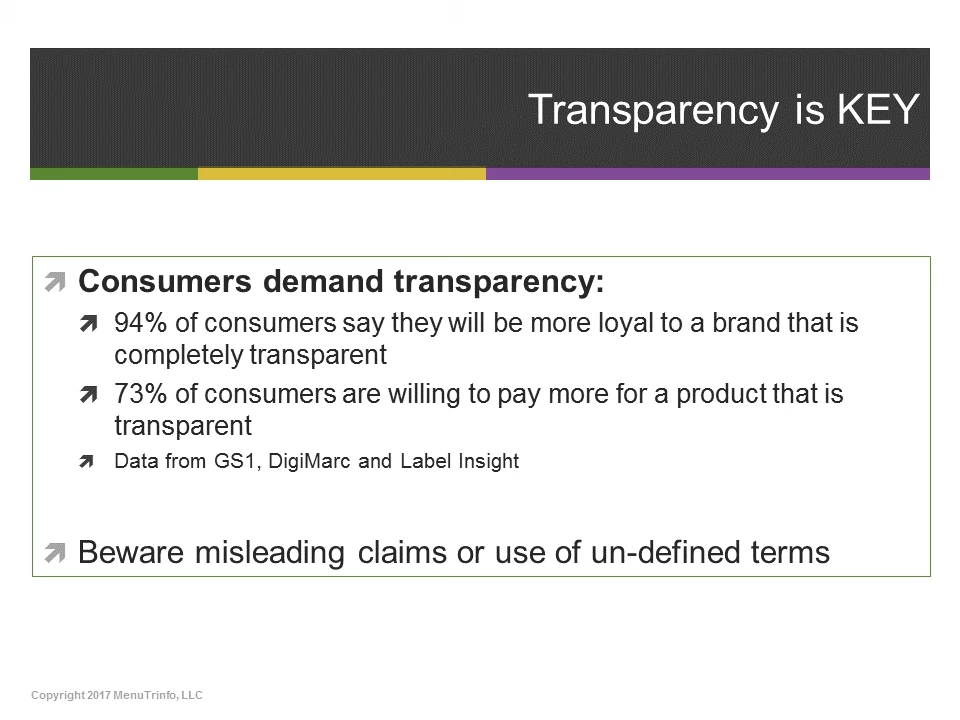 Transparency is KEY
Consumers demand transparency:
94% of consumers say they will be more loyal to a brand that is
completely transparent
73% of consumers are willing to pay more for a product that is
transparent
Data from GS1, DigiMarc and Label Insight
Beware misleading claims or use of un-defined terms
Copyright 2017 MenuTrinfo, LLC